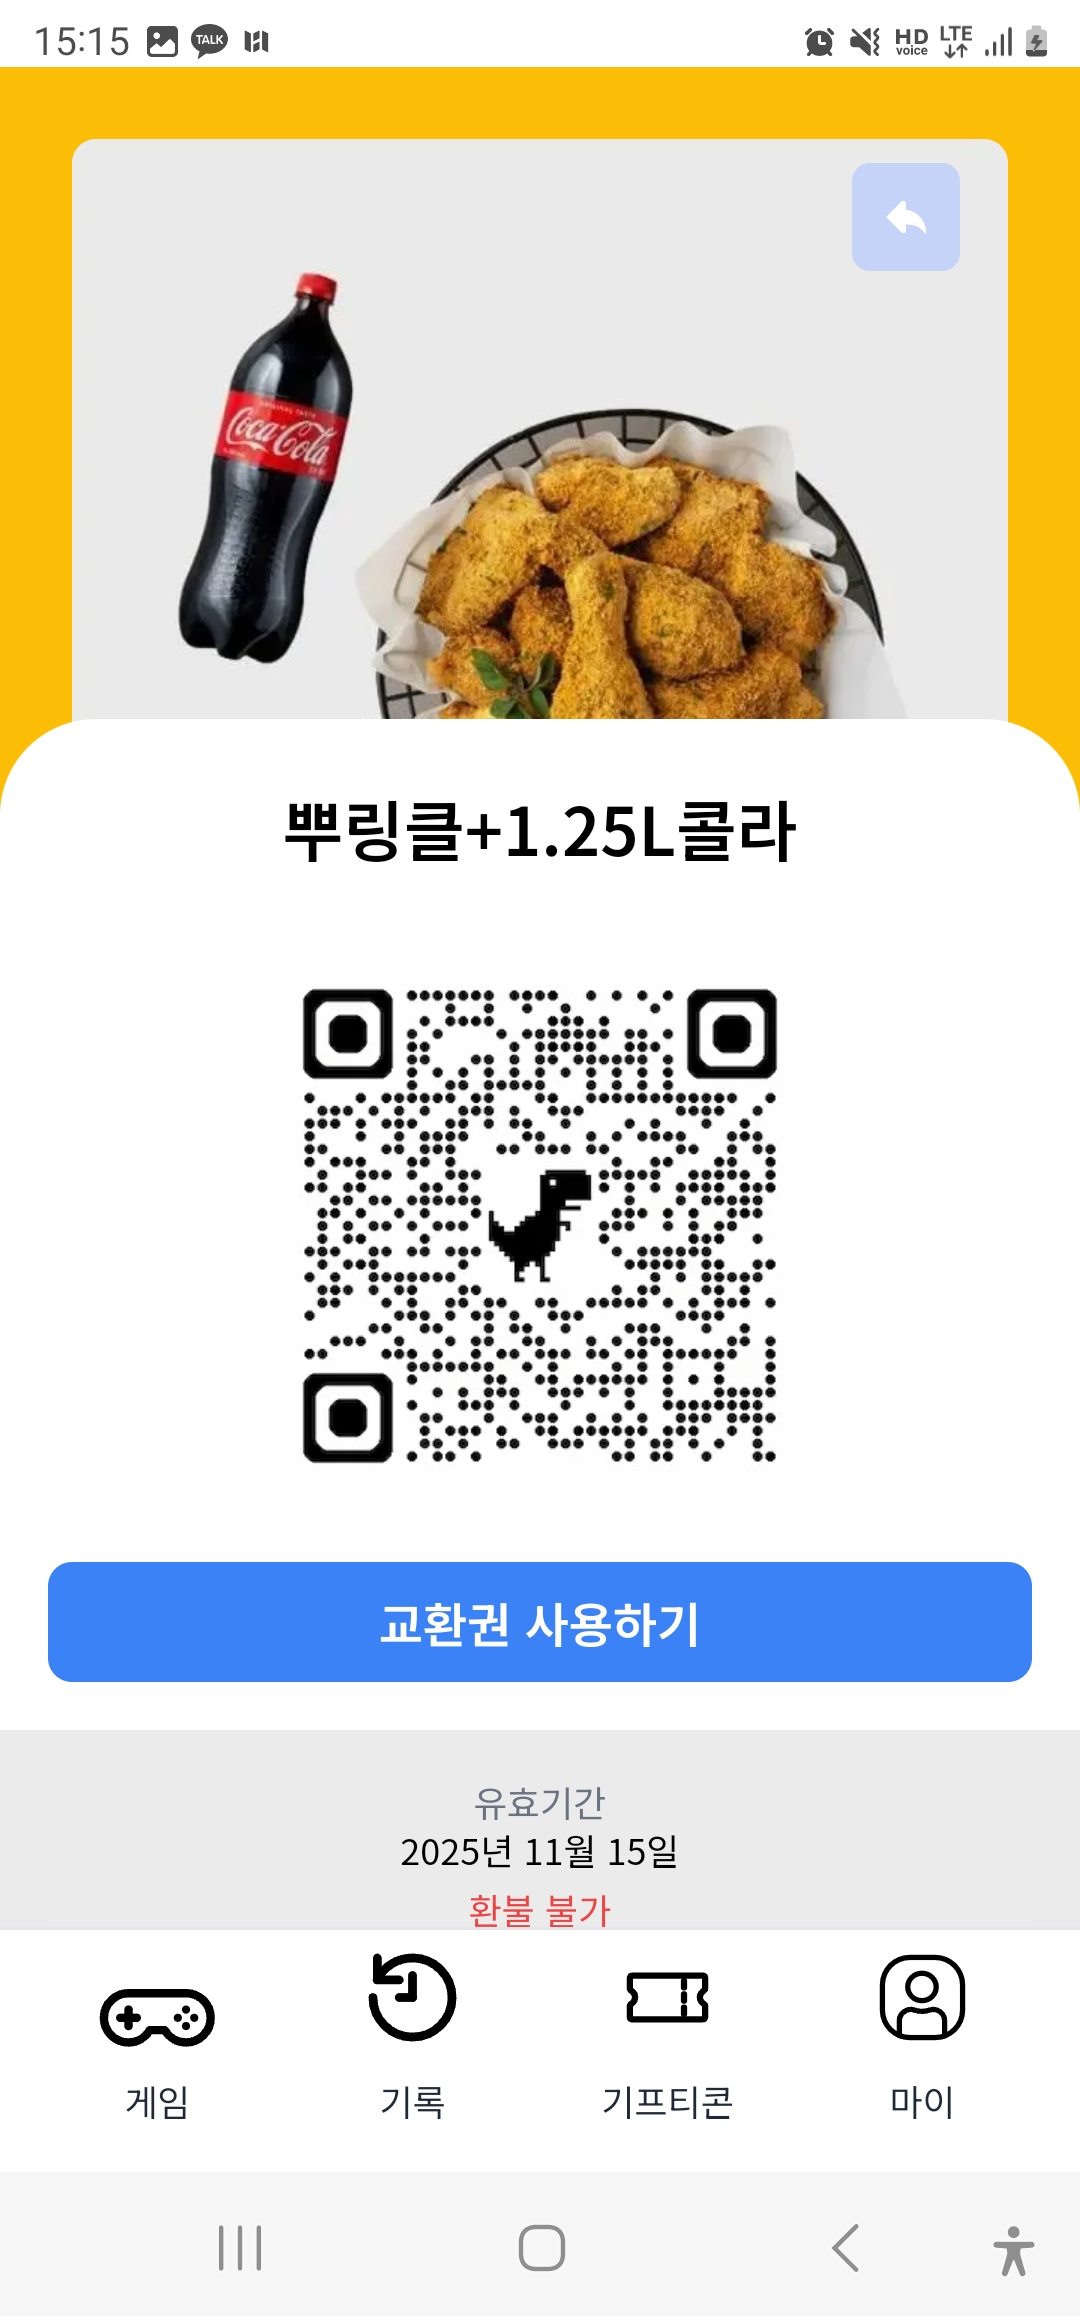 15:15
TALK
HD
voice
LTE
ORIGINAL TASTE
Coca-Cola
뿌링클+1.25L콜라
교환권 사용하기
유효기간
2025년 11월 15일
환불 불가
게임
기록
기프티콘
마이